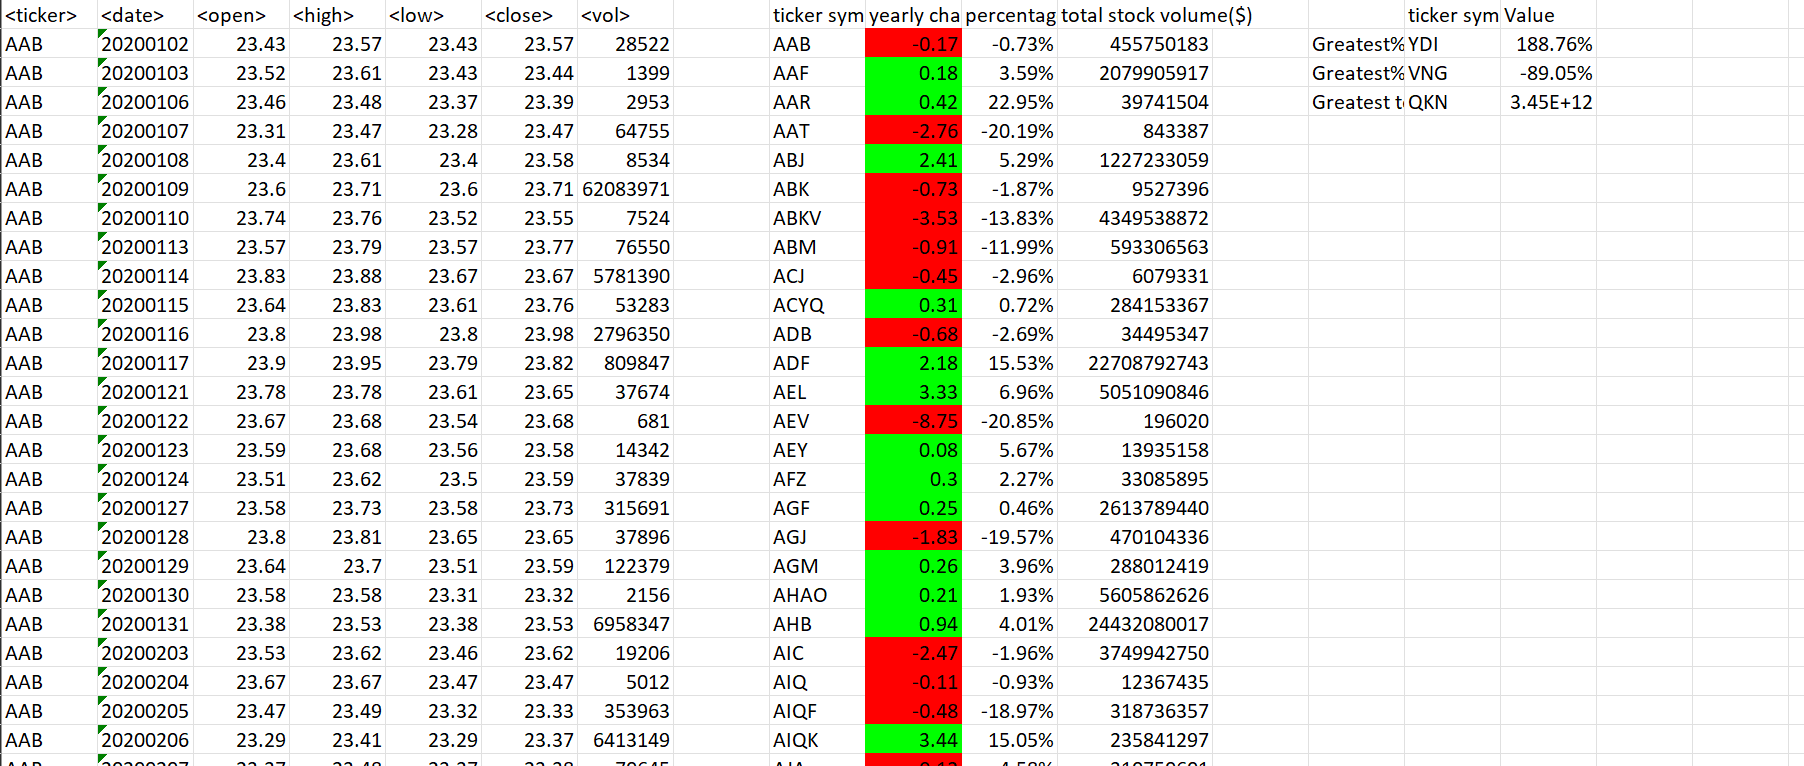 <ticker> <date> <open> <high> <low> <close> <vol> ticker sym yearly cha percentag total stock volume($) ticker sym Value
AAB 20200102 23.43 23.57 23.43 23.57 28522 AAB -0.17 -0.73% 455750183 Greatest% YDI 188.76%
AAB 20200103 23.52 23.61 23.43 23.44 1399 AAF 0.18 3.59% 2079905917 Greatest% VNG -89.05%
AAB 20200106 23.46 23.48 23.37 23.39 2953 AAR 0.42 22.95% 39741504 Greatest t QKN 3.45E+12
AAB 20200107 23.31 23.47 23.28 23.47 64755 AAT -2.76 -20.19% 843387
AAB 20200108 23.4 23.61 23.4 23.58 8534 ABJ 2.41 5.29% 1227233059
AAB 20200109 23.6 23.71 23.6 23.71 62083971 ABK -0.73 -1.87% 9527396
AAB 20200110 23.74 23.76 23.52 23.55 7524 ABKV -3.53 -13.83% 4349538872
AAB 20200113 23.57 23.79 23.57 23.77 76550 ABM -0.91 -11.99% 593306563
AAB 20200114 23.83 23.88 23.67 23.67 5781390 ACJ -0.45 -2.96% 6079331
AAB 20200115 23.64 23.83 23.61 23.76 53283 ACYQ 0.31 0.72% 284153367
AAB 20200116 23.8 23.98 23.8 23.98 2796350 ADB -0.68 -2.69% 34495347
AAB 20200117 23.9 23.95 23.79 23.82 809847 ADF 2.18 15.53% 22708792743
AAB 20200121 23.78 23.78 23.61 23.65 37674 AEL 3.33 6.96% 5051090846
AAB 20200122 23.67 23.68 23.54 23.68 681 AEV -8.75 -20.85% 196020
AAB 20200123 23.59 23.68 23.56 23.58 14342 AEY 0.08 5.67% 13935158
AAB 20200124 23.51 23.62 23.5 23.59 37839 AFZ 0.3 2.27% 33085895
AAB 20200127 23.58 23.73 23.58 23.73 315691 AGF 0.25 0.46% 2613789440
AAB 20200128 23.8 23.81 23.65 23.65 37896 AGJ -1.83 -19.57% 470104336
AAB 20200129 23.64 23.7 23.51 23.59 122379 AGM 0.26 3.96% 288012419
AAB 20200130 23.58 23.58 23.31 23.32 2156 AHAO 0.21 1.93% 5605862626
AAB 20200131 23.38 23.53 23.38 23.53 6958347 AHB 0.94 4.01% 24432080017
AAB 20200203 23.53 23.62 23.46 23.62 19206 AIC -2.47 -1.96% 3749942750
AAB 20200204 23.67 23.67 23.47 23.47 5012 AIQ -0.11 -0.93% 12367435
AAB 20200205 23.47 23.49 23.32 23.33 353963 AIQF -0.48 -18.97% 318736357
AAB 20200206 23.29 23.41 23.29 23.37 6413149 AIQK 3.44 15.05% 235841297